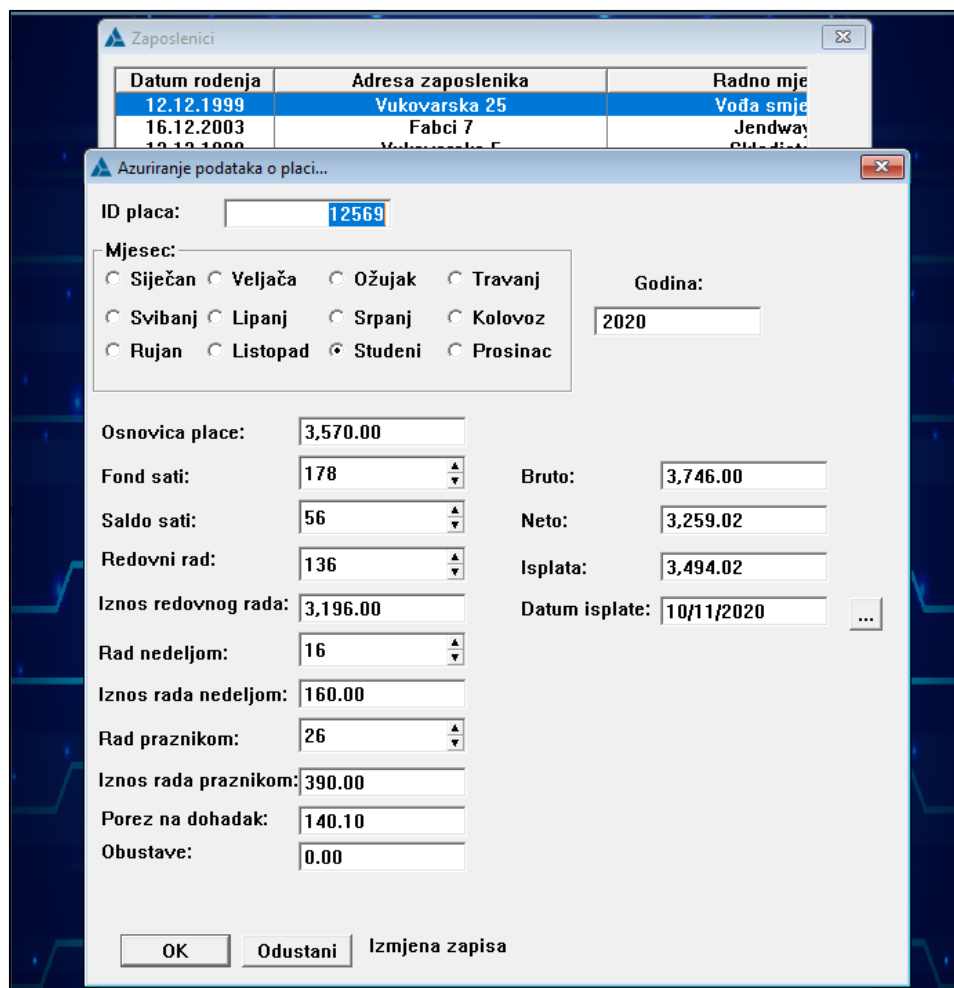 Zaposlenici
Datum rodenja Adresa zaposlenika Radno mje
12.12.1999 Vukovarska 25 Vođa smje
16.12.2003 Fabci 7 Jendway
Azuriranje podataka o placi...
ID placa: 12569
Mjesec:
Siječan Veljača Ožujak Travanj
Godina:
Svibanj Lipanj Srpanj Kolovoz
2020
Rujan Listopad Studeni Prosinac
Osnovica place: 3,570.00
Fond sati: 178 Bruto: 3,746.00
Saldo sati: 56 Neto: 3,259.02
Redovni rad: 136 Isplata: 3,494.02
Iznos redovnog rada: 3,196.00 Datum isplate: 10/11/2020 ...
Rad nedeljom: 16
Iznos rada nedeljom: 160.00
Rad praznikom: 26
Iznos rada praznikom: 390.00
Porez na dohadak: 140.10
Obustave: 0.00
OK Odustani Izmjena zapisa